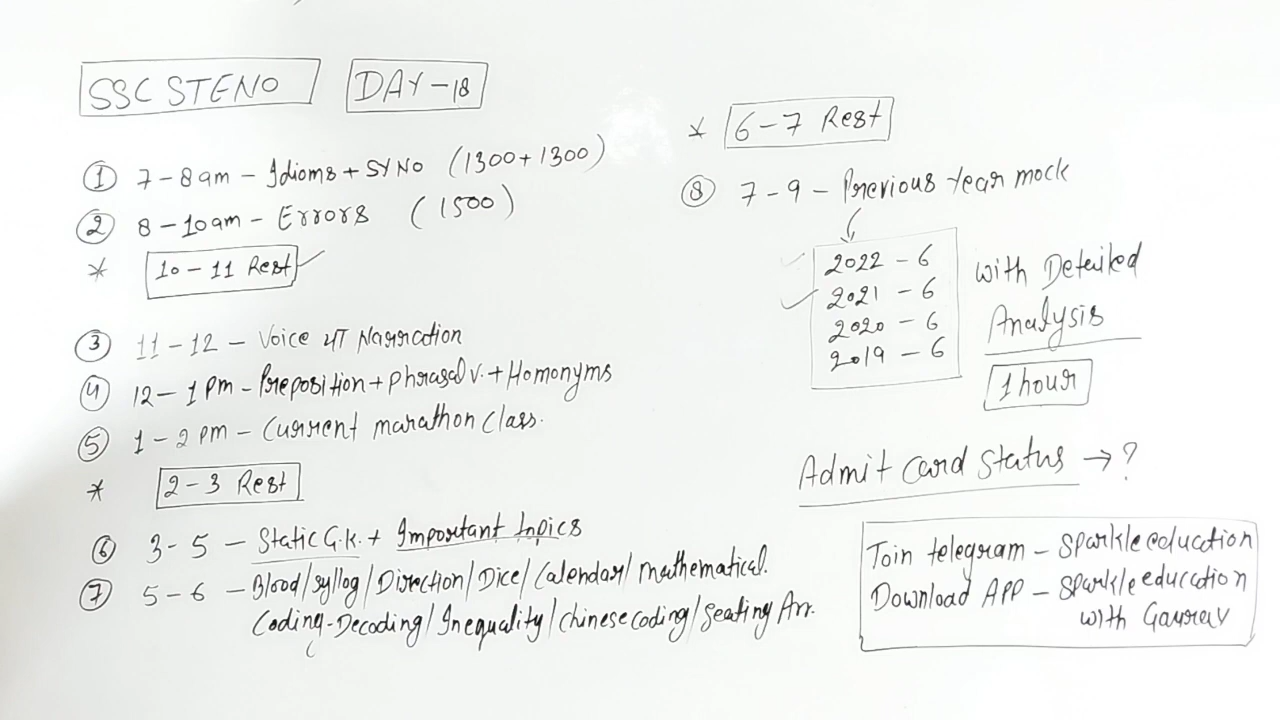 SSC STENO DAY-18
① 7-8am - Idioms + SYNO (1300+1300)
② 8-10am - Errors (1500)
* 10-11 Rest
③ 11-12 - Voice Narration
④ 12-1pm - Preposition + phrasal v. + Homonyms
⑤ 1-2pm - Current marathon class.
* 2-3 Rest
⑥ 3-5 - Static G.K. + Important topics
⑦ 5-6 - Blood/syllog/Direction/Dice/Calendar/mathematical.
Coding-Decoding/Inequality/chinese coding/Seating Arr.
* 6-7 Rest
⑧ 7-9 - Previous Year mock
2022 - 6
2021 - 6
2020 - 6
2019 - 6
with Detailed
Analysis
1 hour
Admit card status → ?
Join telegram - Sparkle education
Download APP - Sparkle education
with Gaurav